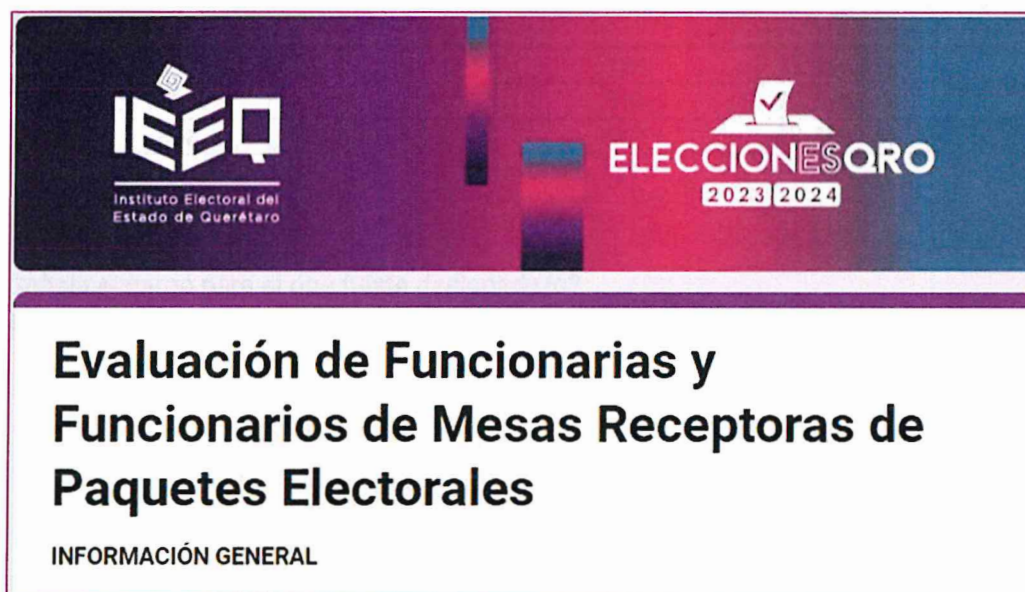 IEEQ
Instituto Electoral del
Estado de Querétaro
ELECCIONESQRO
2023 2024
Evaluación de Funcionarias y
Funcionarios de Mesas Receptoras de
Paquetes Electorales
INFORMACIÓN GENERAL